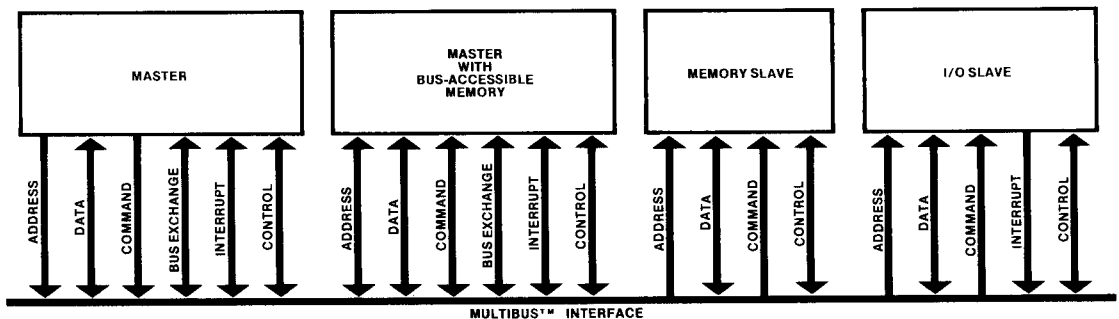 MASTER
MASTER
WITH
BUS-ACCESSIBLE
MEMORY
MEMORY SLAVE
I/O SLAVE
ADDRESS
DATA
COMMAND
BUS EXCHANGE
INTERRUPT
CONTROL
ADDRESS
DATA
COMMAND
BUS EXCHANGE
INTERRUPT
CONTROL
ADDRESS
DATA
COMMAND
CONTROL
ADDRESS
DATA
COMMAND
INTERRUPT
CONTROL
MULTIBUS™ INTERFACE